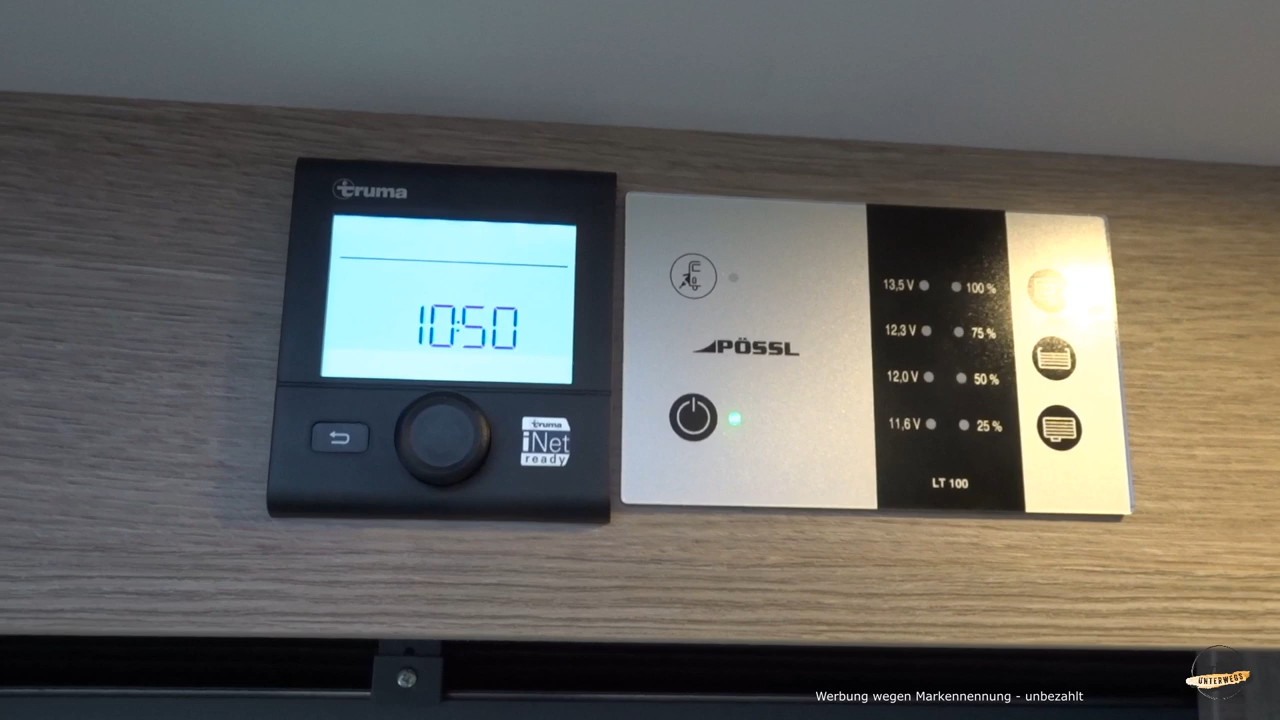 truma
10:50
truma
iNet
ready
PÖSSL
13,5 V 100 %
12,3 V 75 %
12,0 V 50 %
11,6 V 25 %
LT 100
Werbung wegen Markennennung - unbezahlt
UNTERWEGS